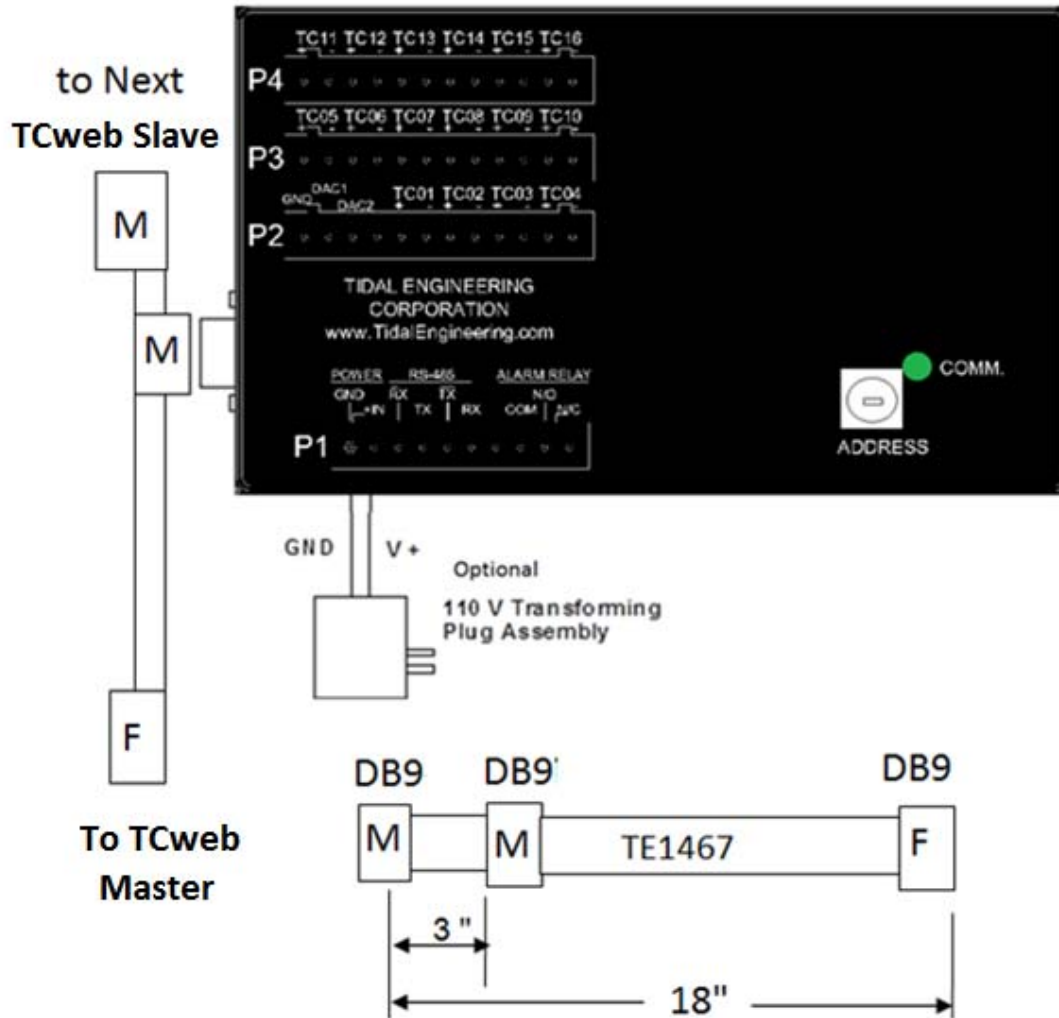 TC11 TC12 TC13 TC14 TC15 TC16
+ - + - + - + - + - + -
P4
to Next
TCweb Slave
TC05 TC06 TC07 TC08 TC09 TC10
+ - + - + - + - + - + -
P3
M
GND DAC1 DAC2 TC01 TC02 TC03 TC04
+ - + - + - + -
P2
TIDAL ENGINEERING
CORPORATION
www.TidalEngineering.com
M
POWER RS-485 ALARM RELAY
GND RX TX N/O
+IN TX RX COM N/C
P1
COMM.
ADDRESS
GND V +
Optional
110 V Transforming
Plug Assembly
F
To TCweb
Master
DB9 DB9' DB9
M M TE1467 F
3 "
18"